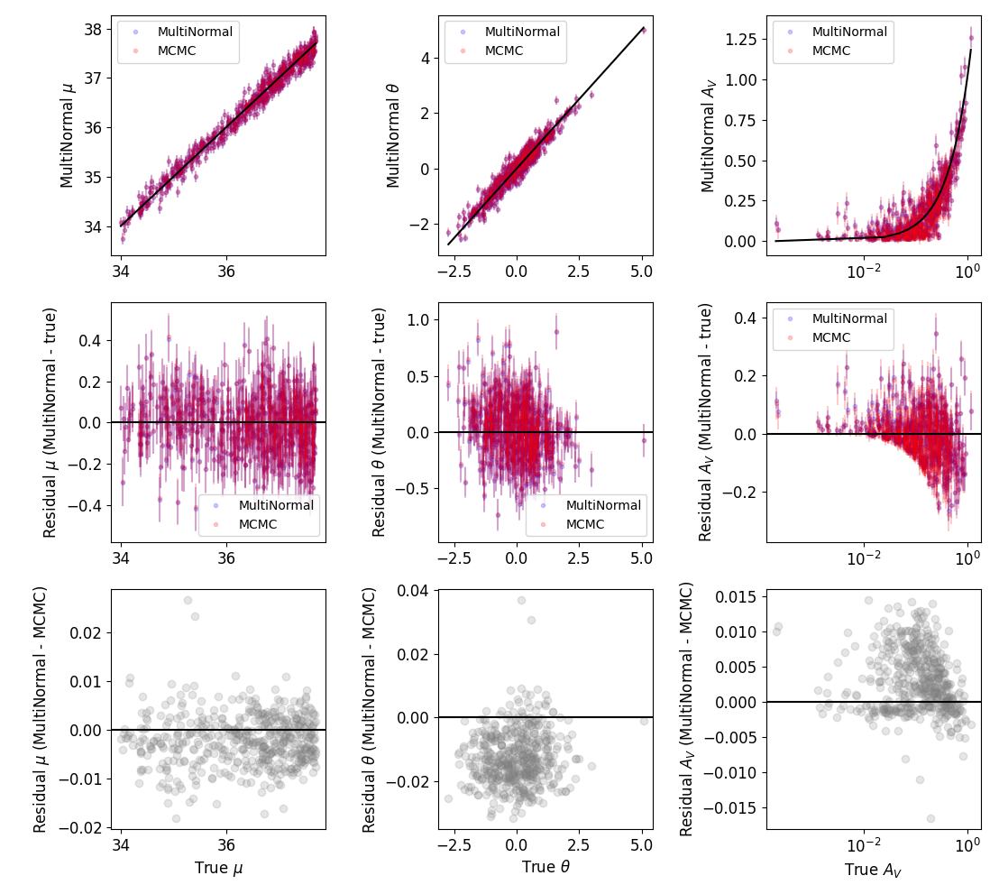 MultiNormal μ
38
37
36
35
34
34
36
MultiNormal
MCMC
MultiNormal θ
4
2
0
−2
−2.5
0.0
2.5
5.0
MultiNormal
MCMC
MultiNormal A_V
1.25
1.00
0.75
0.50
0.25
0.00
10^−2
10^0
MultiNormal
MCMC
Residual μ (MultiNormal - true)
0.4
0.2
0.0
−0.2
−0.4
34
36
MultiNormal
MCMC
Residual θ (MultiNormal - true)
1.0
0.5
0.0
−0.5
−2.5
0.0
2.5
5.0
MultiNormal
MCMC
Residual A_V (MultiNormal - true)
0.4
0.2
0.0
−0.2
10^−2
10^0
MultiNormal
MCMC
Residual μ (MultiNormal - MCMC)
0.02
0.01
0.00
−0.01
−0.02
34
36
True μ
Residual θ (MultiNormal - MCMC)
0.04
0.02
0.00
−0.02
−2.5
0.0
2.5
5.0
True θ
Residual A_V (MultiNormal - MCMC)
0.015
0.010
0.005
0.000
−0.005
−0.010
−0.015
10^−2
10^0
True A_V